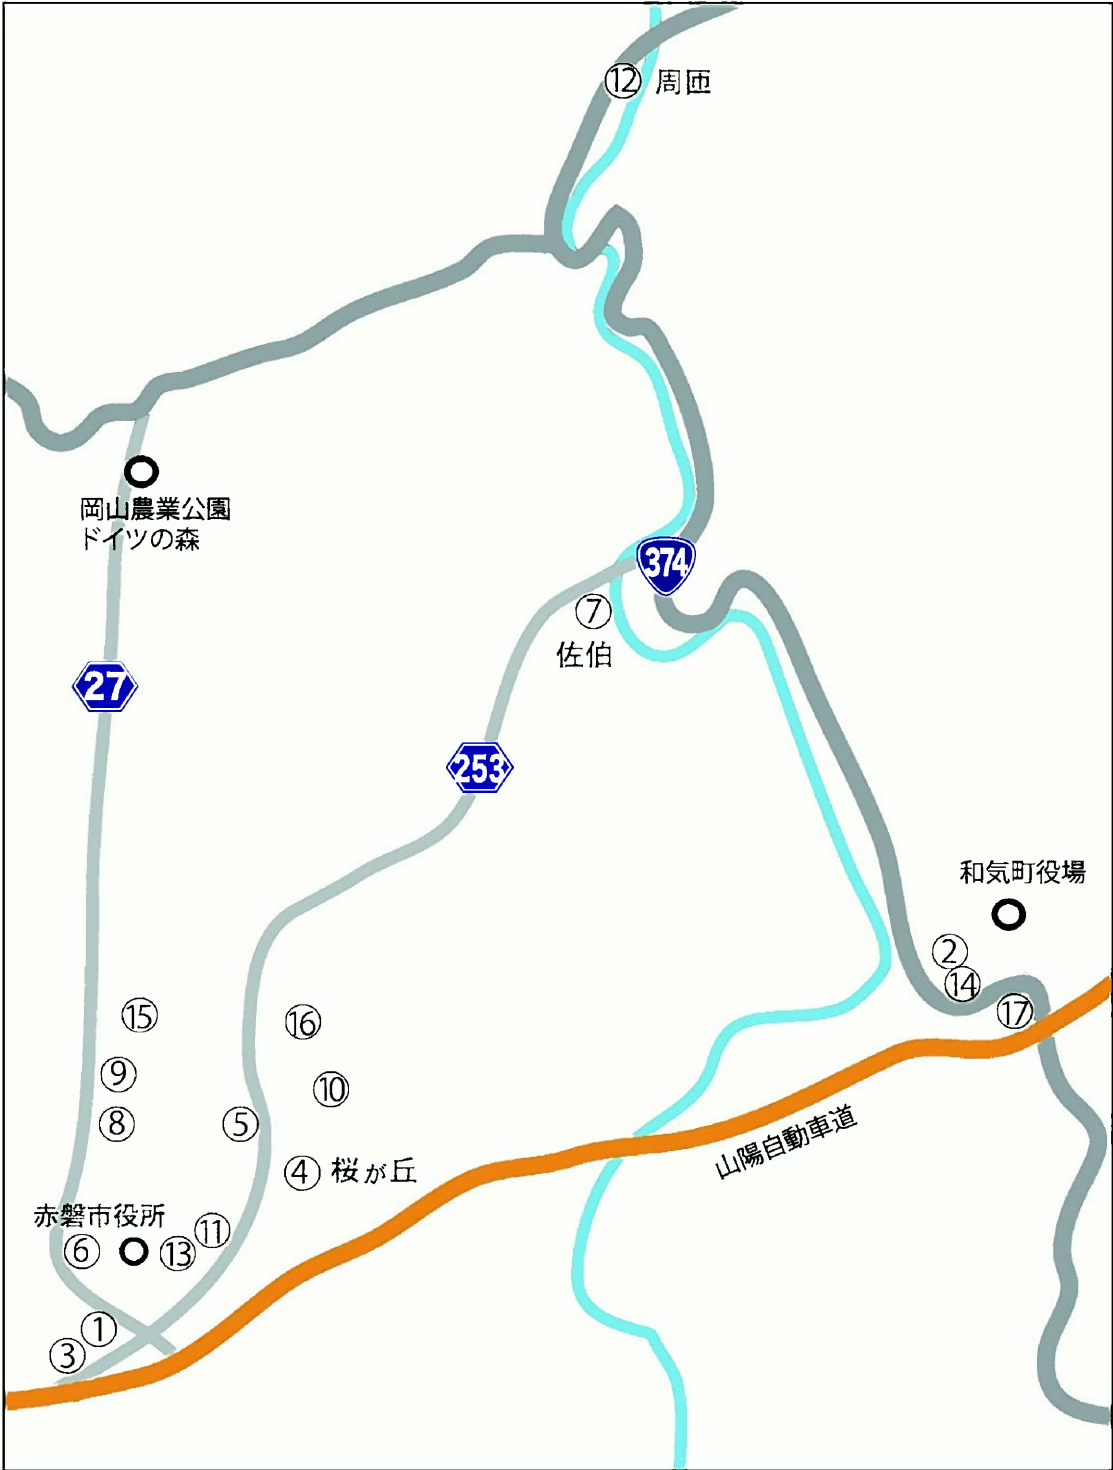 ⑫ 周匝
岡山農業公園
ドイツの森
374
⑦
佐伯
27
253
和気町役場
②
⑭
⑰
⑮
⑯
⑨
⑩
⑧
⑤
山陽自動車道
④ 桜が丘
赤磐市役所
⑪
⑥
⑬
①
③